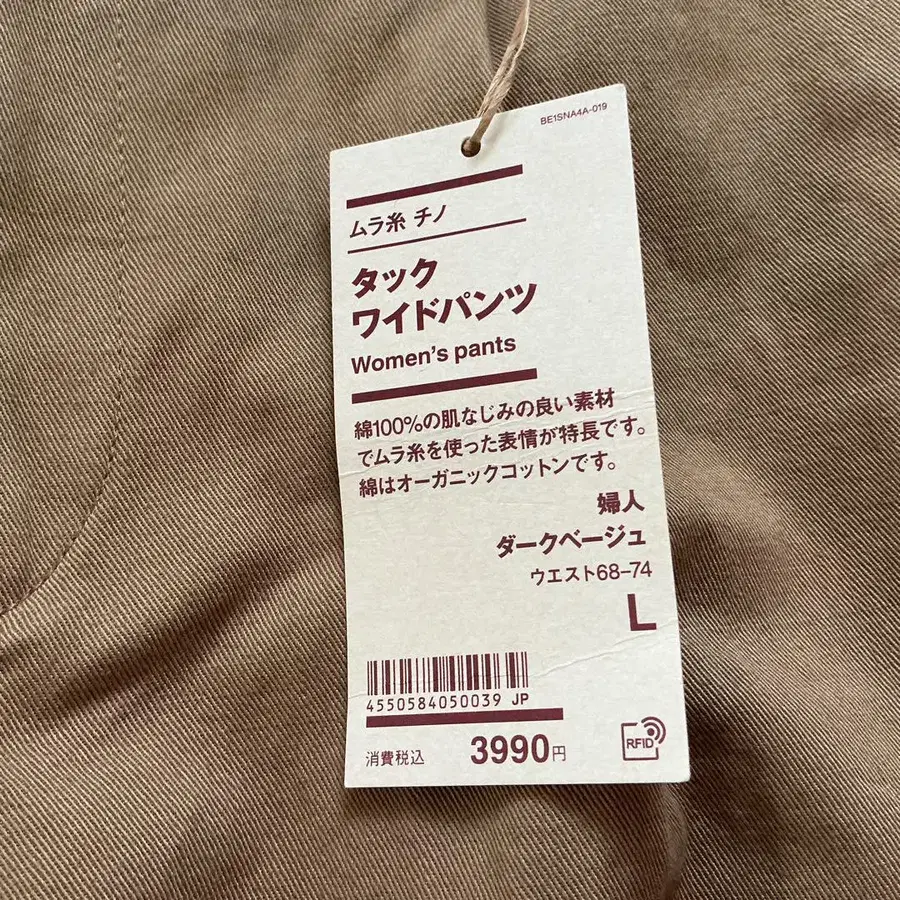 BE1SNA4A-019
ムラ糸 チノ
タック
ワイドパンツ
Women's pants
綿100%の肌なじみの良い素材
でムラ糸を使った表情が特長です。
綿はオーガニックコットンです。
婦人
ダークベージュ
ウエスト68-74
L
4550584050039 JP
消費税込 3990円
RFID